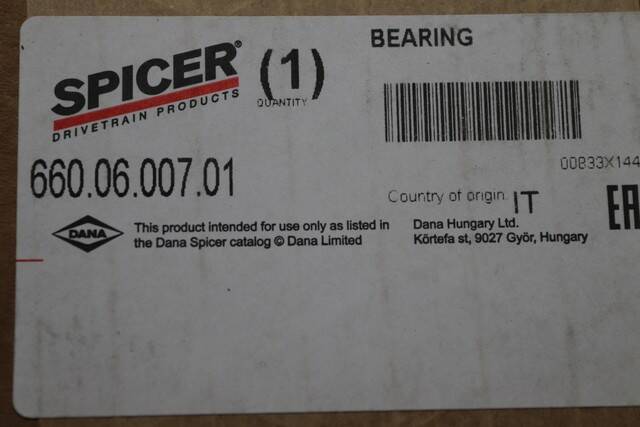 SPICER®
DRIVETRAIN PRODUCTS
(1)
QUANTITY
BEARING
660.06.007.01
00833X144
Country of origin: IT
EA
DANA
This product intended for use only as listed in
the Dana Spicer catalog © Dana Limited
Dana Hungary Ltd.
Körtefa st, 9027 Györ, Hungary